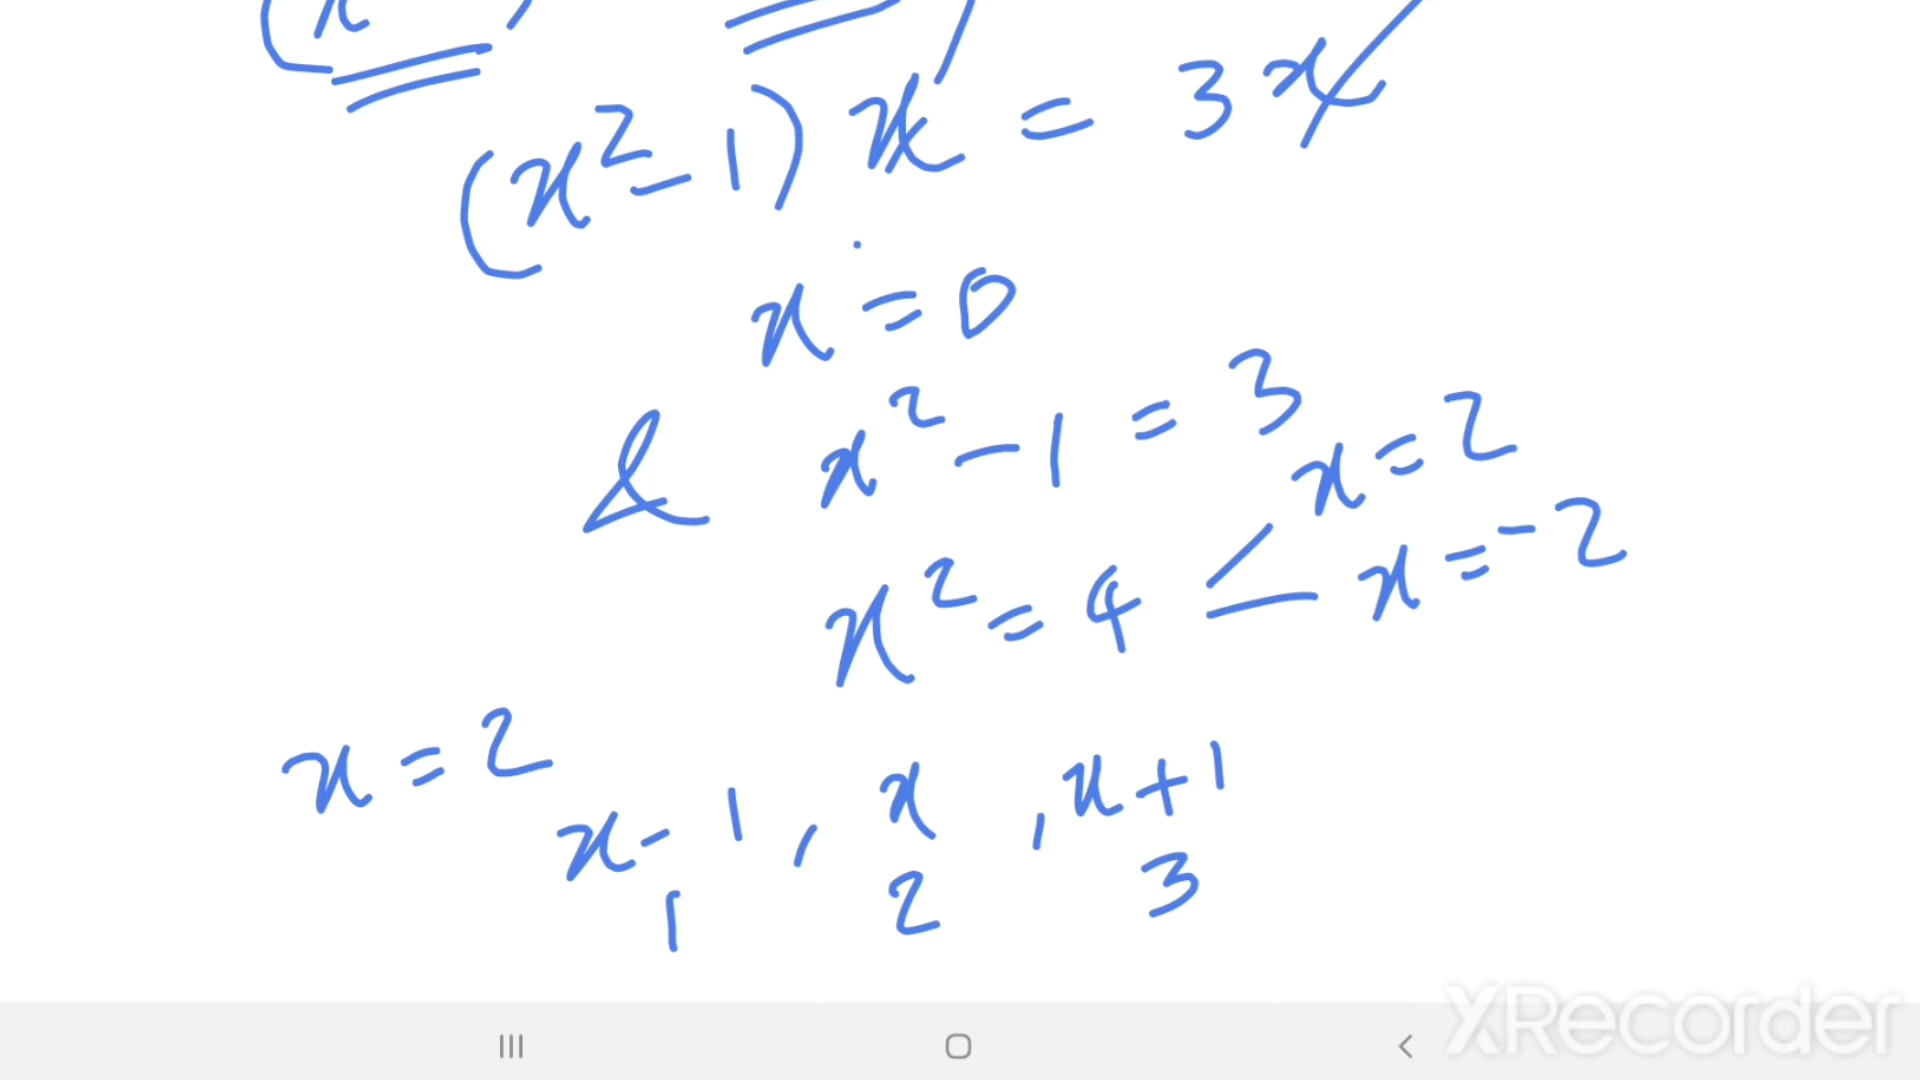 (x²-1)x = 3x
x = 0
& x² - 1 = 3
x = 2
x² = 4 < x = -2
x = 2
x-1, x, x+1
1 2 3
XRecorder